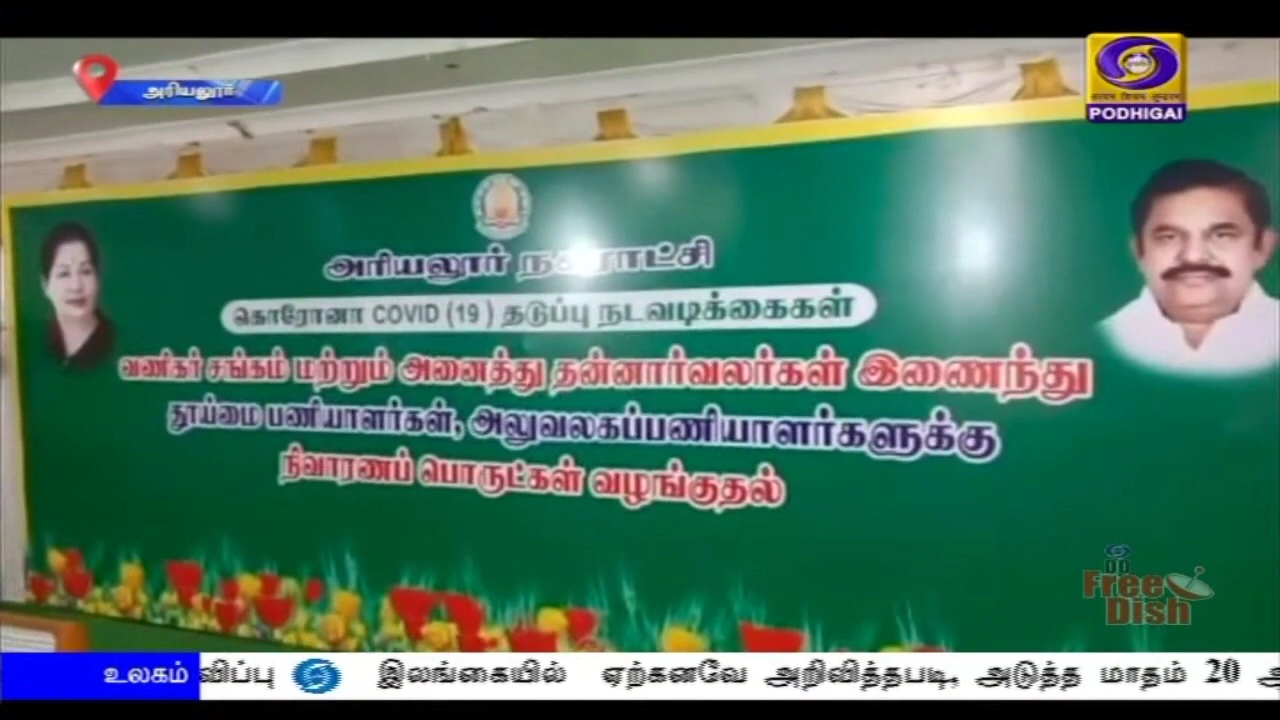 அரியலூர்
PODHIGAI
அரியலூர் நகராட்சி
கொரோனா COVID (19) தடுப்பு நடவடிக்கைகள்
வணிகர் சங்கம் மற்றும் அனைத்து தன்னார்வலர்கள் இணைந்து
தூய்மை பணியாளர்கள், அலுவலகப்பணியாளர்களுக்கு
நிவாரணப் பொருட்கள் வழங்குதல்
DD
Free
Dish
உலகம் விப்பு இலங்கையில் ஏற்கனவே அறிவித்தபடி, அடுத்த மாதம் 20